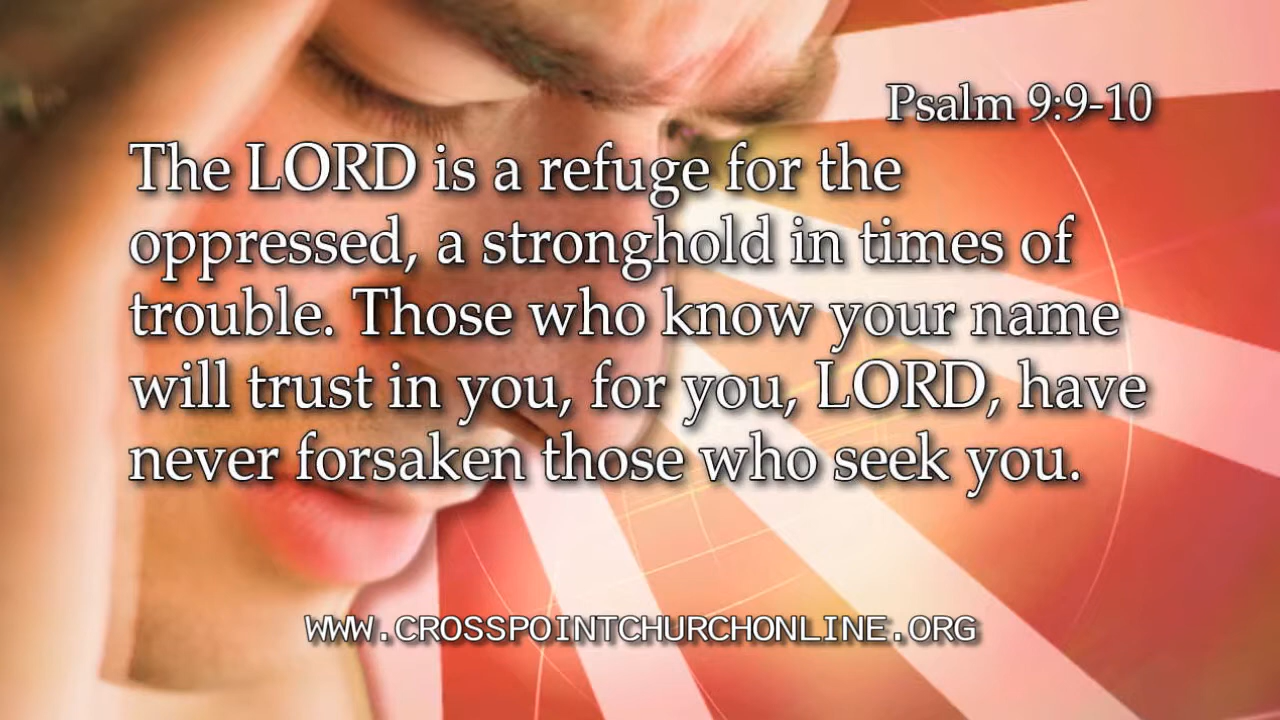 Psalm 9:9-10
The LORD is a refuge for the
oppressed, a stronghold in times of
trouble. Those who know your name
will trust in you, for you, LORD, have
never forsaken those who seek you.
WWW.CROSSPOINTCHURCHONLINE.ORG